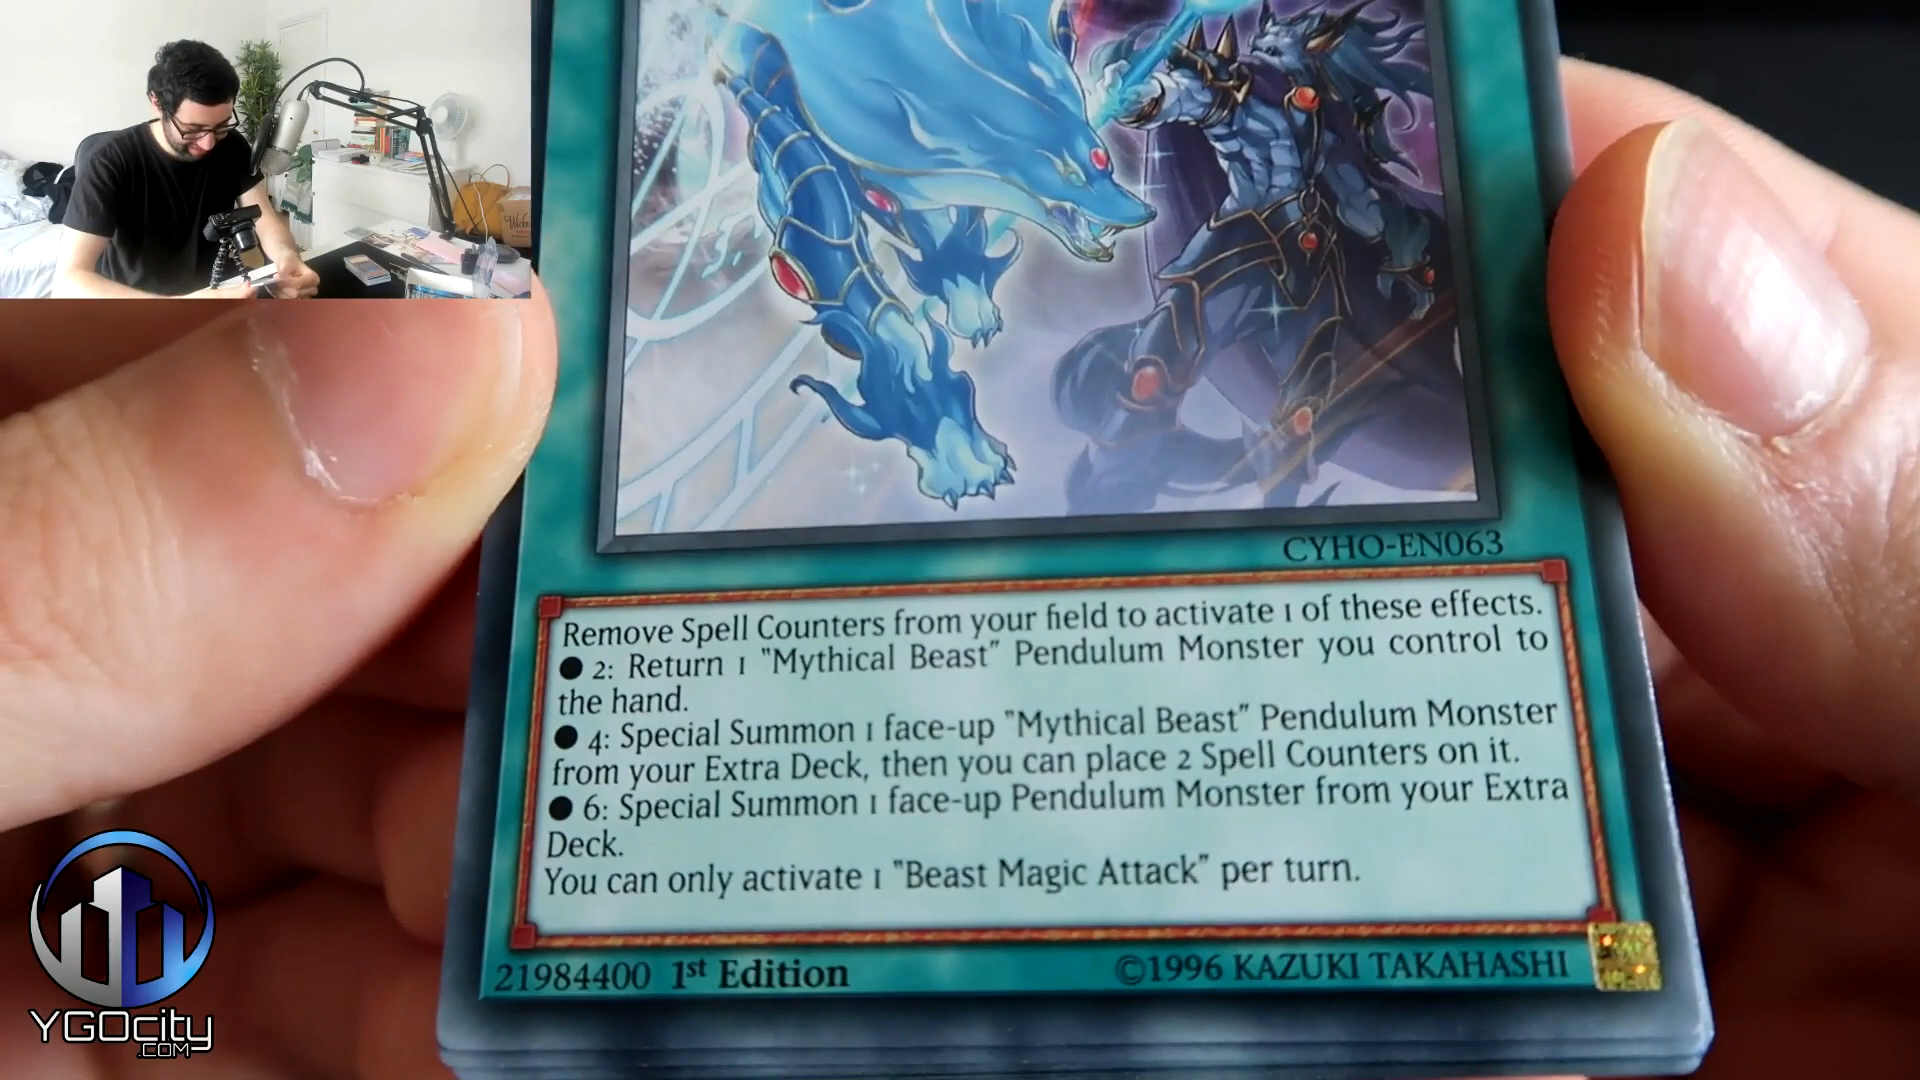 CYHO-EN063
Remove Spell Counters from your field to activate 1 of these effects.
● 2: Return 1 "Mythical Beast" Pendulum Monster you control to
the hand.
● 4: Special Summon 1 face-up "Mythical Beast" Pendulum Monster
from your Extra Deck, then you can place 2 Spell Counters on it.
● 6: Special Summon 1 face-up Pendulum Monster from your Extra
Deck.
You can only activate 1 "Beast Magic Attack" per turn.
21984400 1st Edition
©1996 KAZUKI TAKAHASHI
YGOcity
.COM